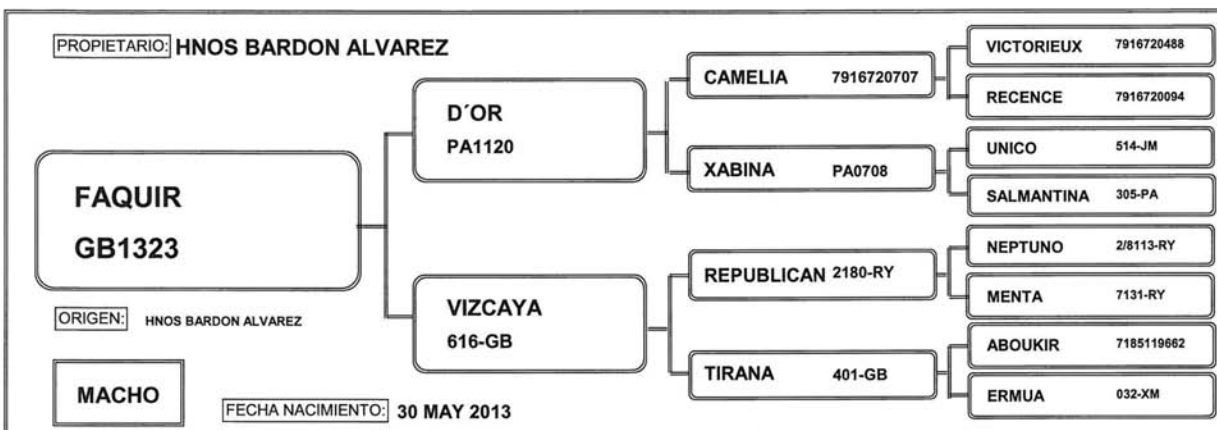 PROPIETARIO: HNOS BARDON ALVAREZ
FAQUIR
GB1323
ORIGEN: HNOS BARDON ALVAREZ
MACHO
FECHA NACIMIENTO: 30 MAY 2013
D´OR
PA1120
VIZCAYA
616-GB
CAMELIA 7916720707
XABINA PA0708
REPUBLICAN 2180-RY
TIRANA 401-GB
VICTORIEUX 7916720488
RECENCE 7916720094
UNICO 514-JM
SALMANTINA 305-PA
NEPTUNO 2/8113-RY
MENTA 7131-RY
ABOUKIR 7185119662
ERMUA 032-XM